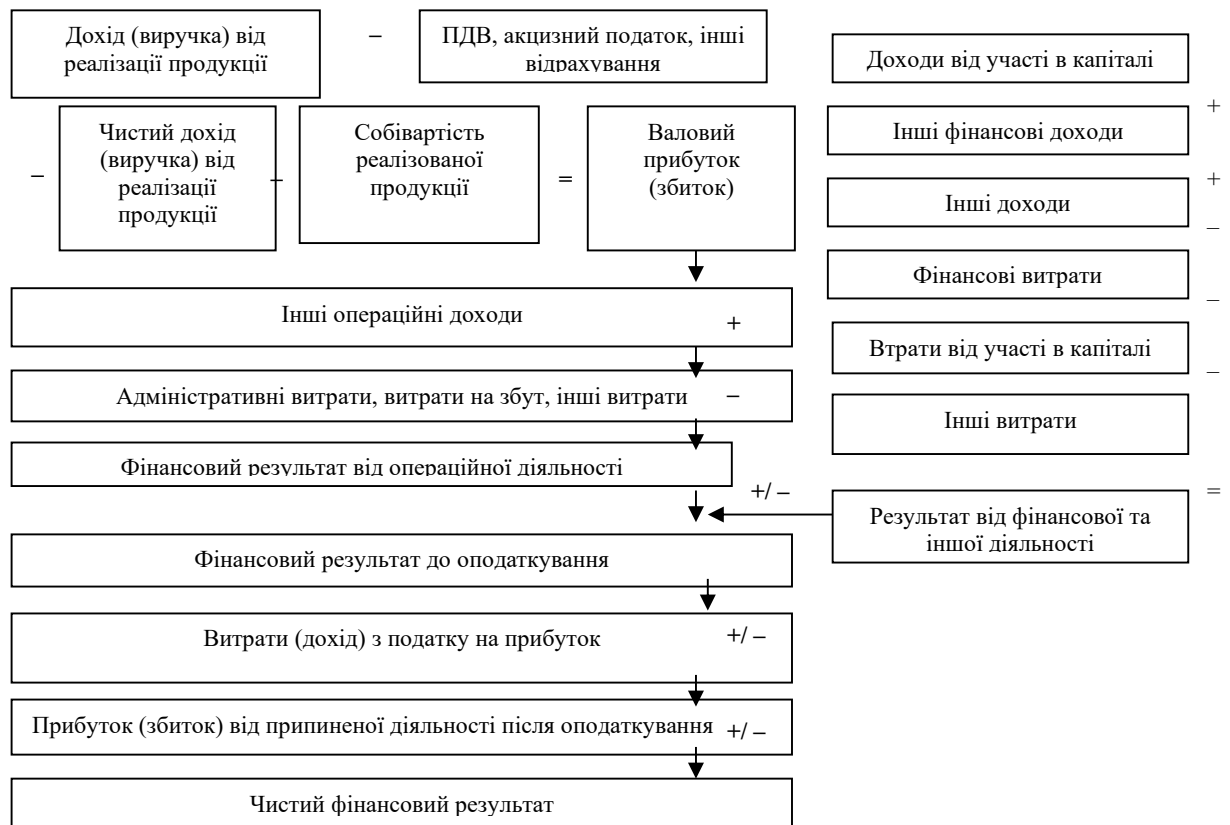 Дохід (виручка) від
реалізації продукції
–
ПДВ, акцизний податок, інші
відрахування
–
Чистий дохід
(виручка) від
реалізації
продукції
–
Собівартість
реалізованої
продукції
=
Валовий
прибуток
(збиток)
Інші операційні доходи
+
Адміністративні витрати, витрати на збут, інші витрати
–
Фінансовий результат від операційної діяльності
+/ –
Фінансовий результат до оподаткування
Витрати (дохід) з податку на прибуток
+/ –
Прибуток (збиток) від припиненої діяльності після оподаткування
+/ –
Чистий фінансовий результат
Доходи від участі в капіталі
+
Інші фінансові доходи
+
Інші доходи
–
Фінансові витрати
–
Втрати від участі в капіталі
–
Інші витрати
=
Результат від фінансової та
іншої діяльності